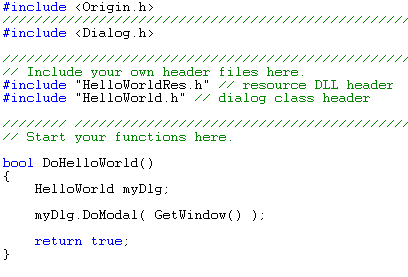 #include <Origin.h>
////////////////////////////////////////////////////
#include <Dialog.h>
////////////////////////////////////////////////////
// Include your own header files here.
#include "HelloWorldRes.h" // resource DLL header
#include "HelloWorld.h" // dialog class header
//////// ///////////////////////////////////////////
// Start your functions here.
bool DoHelloWorld()
{
HelloWorld myDlg;
myDlg.DoModal( GetWindow() );
return true;
}